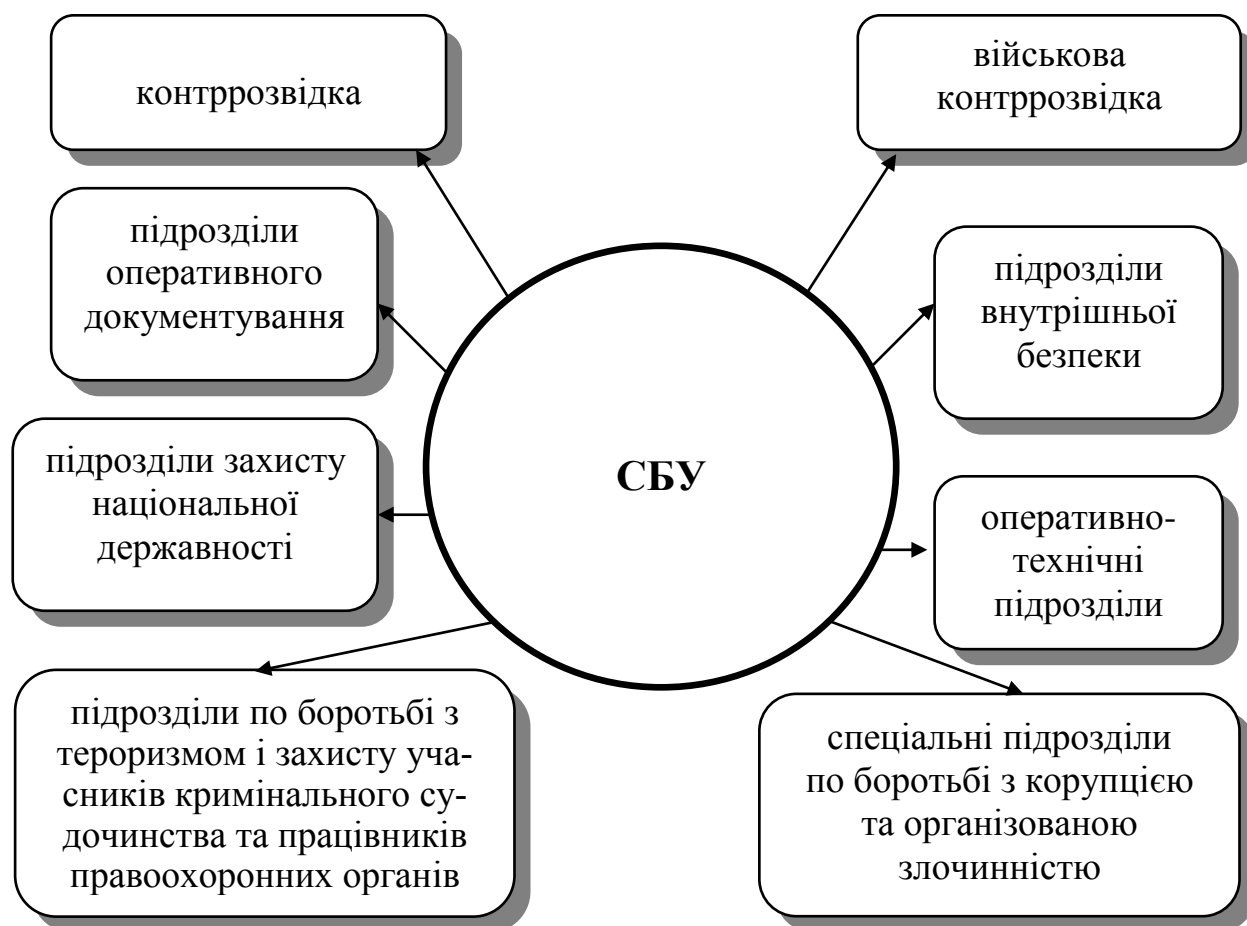 контррозвідка
військова
контррозвідка
підрозділи
оперативного
документування
підрозділи
внутрішньої
безпеки
підрозділи захисту
національної
державності
СБУ
оперативно-
технічні
підрозділи
підрозділи по боротьбі з
тероризмом і захисту уча-
сників кримінального су-
дочинства та працівників
правоохоронних органів
спеціальні підрозділи
по боротьбі з корупцією
та організованою
злочинністю